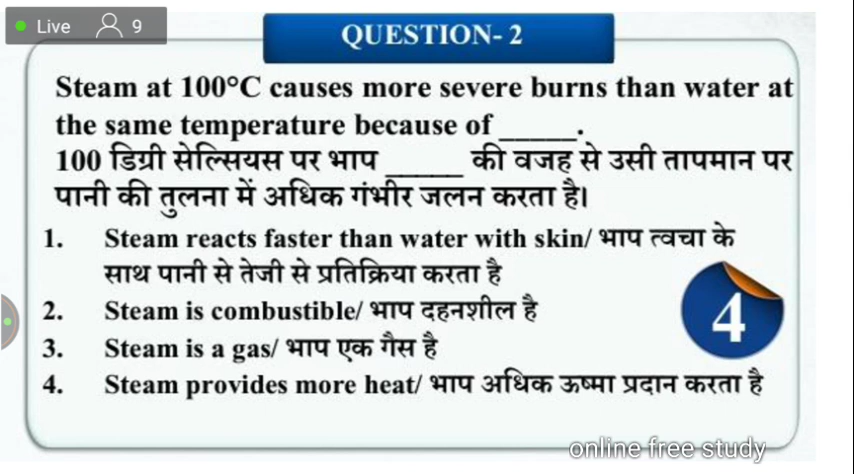 Live 9
QUESTION- 2
Steam at 100°C causes more severe burns than water at
the same temperature because of _____.
100 डिग्री सेल्सियस पर भाप _____ की वजह से उसी तापमान पर
पानी की तुलना में अधिक गंभीर जलन करता है।
1. Steam reacts faster than water with skin/ भाप त्वचा के
साथ पानी से तेजी से प्रतिक्रिया करता है
2. Steam is combustible/ भाप दहनशील है
3. Steam is a gas/ भाप एक गैस है
4. Steam provides more heat/ भाप अधिक ऊष्मा प्रदान करता है
4
online free study